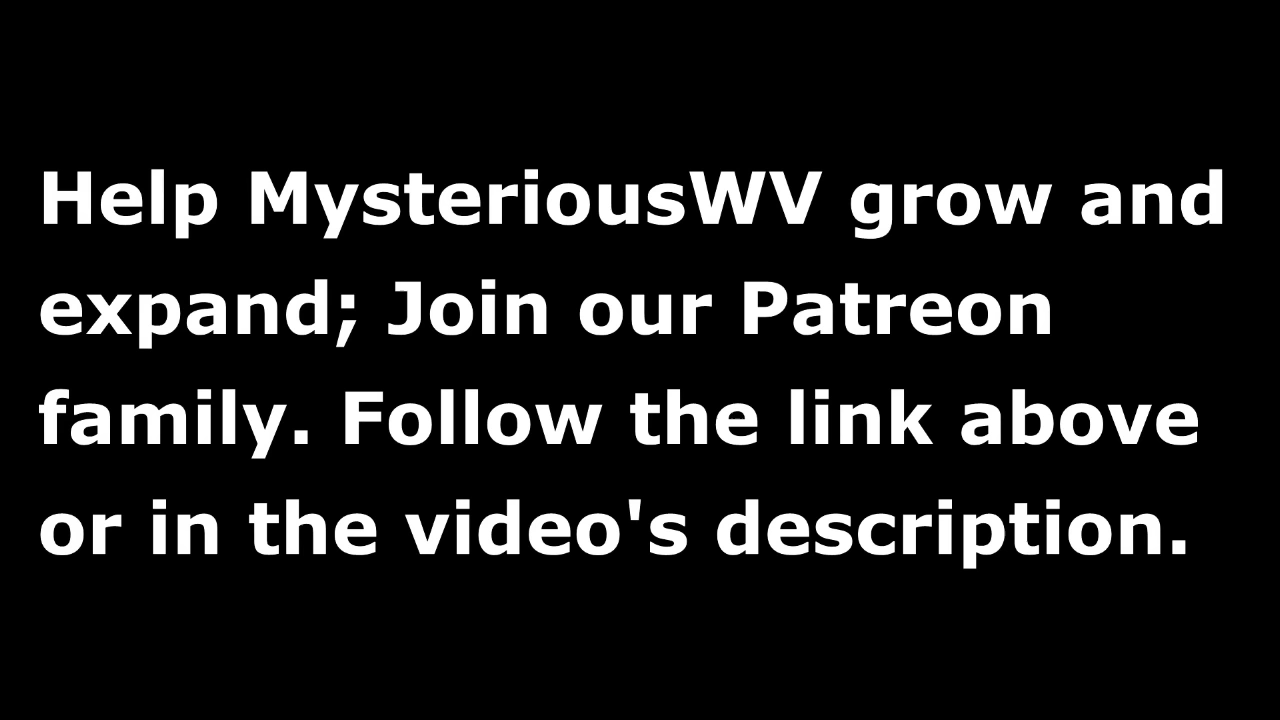 Help MysteriousWV grow and
expand; Join our Patreon
family. Follow the link above
or in the video's description.